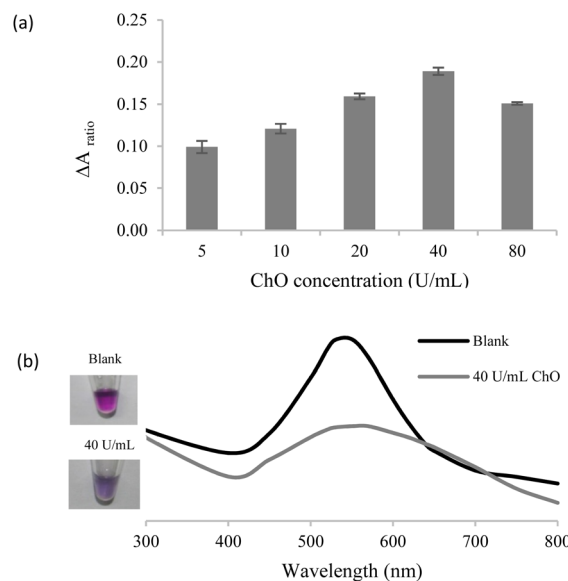 (a)
0.25
0.20
0.15
0.10
0.05
0.00
ΔA ratio
5 10 20 40 80
ChO concentration (U/mL)
(b)
Blank
40 U/mL
Blank
40 U/mL ChO
300 400 500 600 700 800
Wavelength (nm)